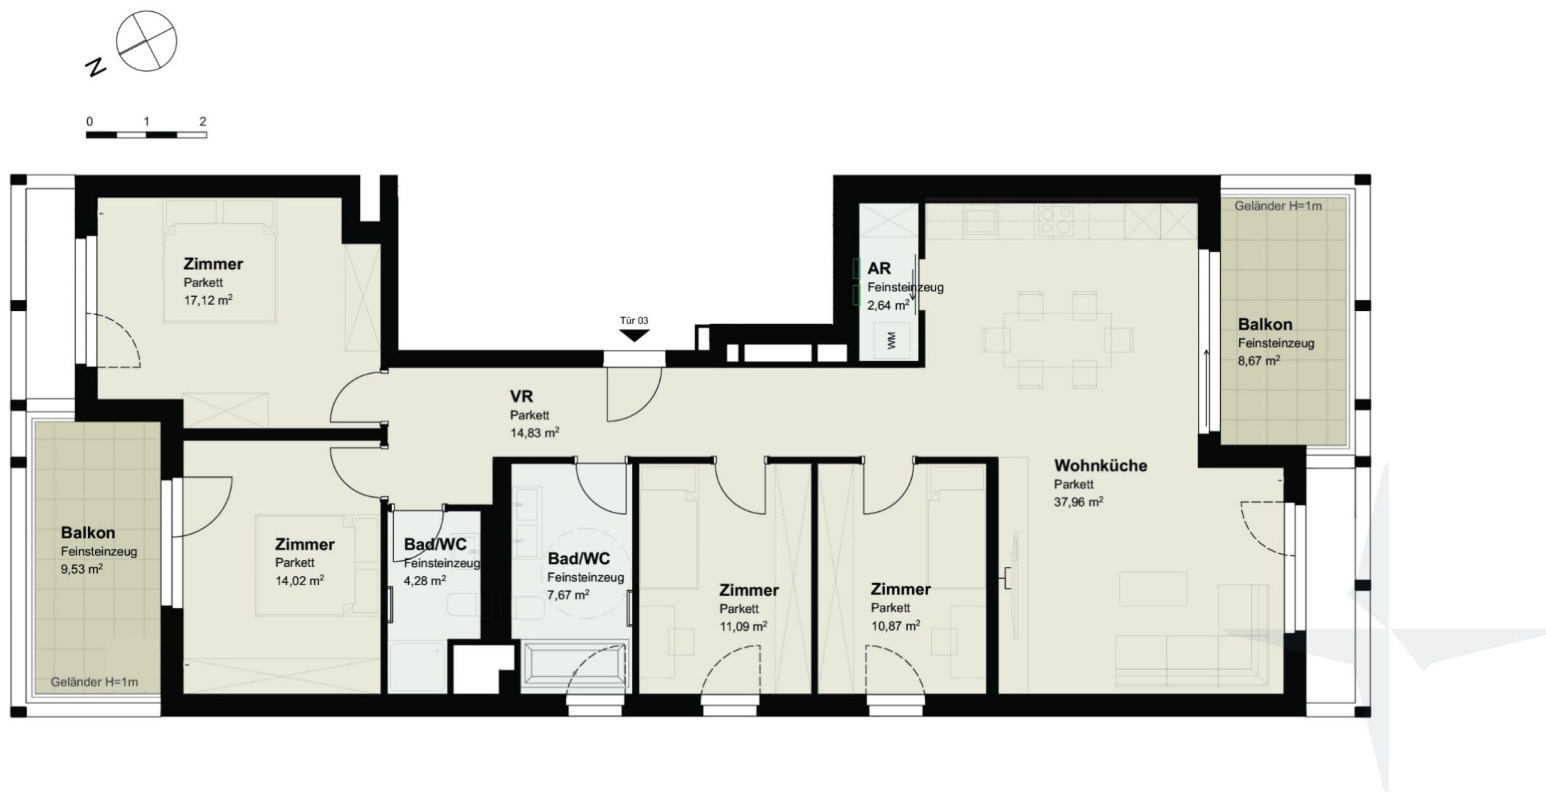 N
0 1 2
Zimmer
Parkett
17,12 m²
Tür 03
VR
Parkett
14,83 m²
AR
Feinsteinzeug
2,64 m²
WM
Geländer H=1m
Balkon
Feinsteinzeug
8,67 m²
Balkon
Feinsteinzeug
9,53 m²
Geländer H=1m
Zimmer
Parkett
14,02 m²
Bad/WC
Feinsteinzeug
4,28 m²
Bad/WC
Feinsteinzeug
7,67 m²
Zimmer
Parkett
11,09 m²
Zimmer
Parkett
10,87 m²
Wohnküche
Parkett
37,96 m²